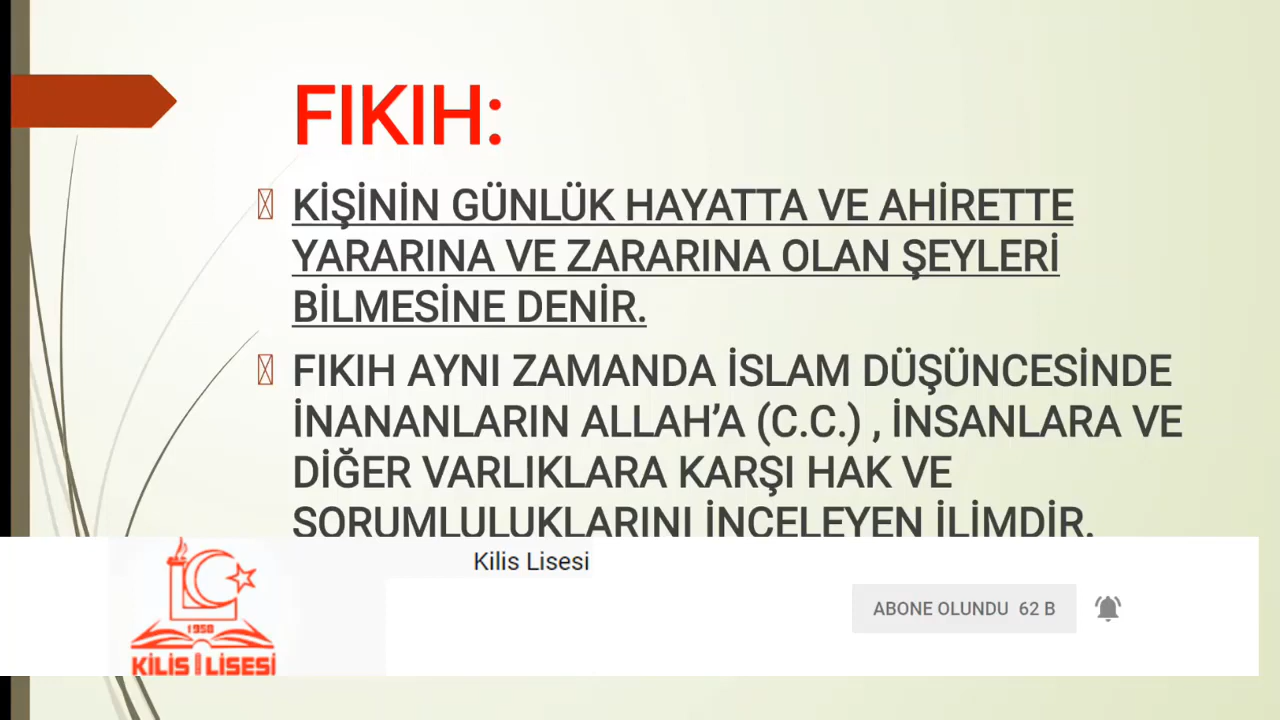 FIKIH:
KİŞİNİN GÜNLÜK HAYATTA VE AHİRETTE
YARARINA VE ZARARINA OLAN ŞEYLERİ
BİLMESİNE DENİR.
FIKIH AYNI ZAMANDA İSLAM DÜŞÜNCESİNDE
İNANANLARIN ALLAH’A (C.C.) , İNSANLARA VE
DİĞER VARLIKLARA KARŞI HAK VE
SORUMLULUKLARINI İNCELEYEN İLİMDİR.
Kilis Lisesi
ABONE OLUNDU 62 B
1958
KİLİS LİSESİ